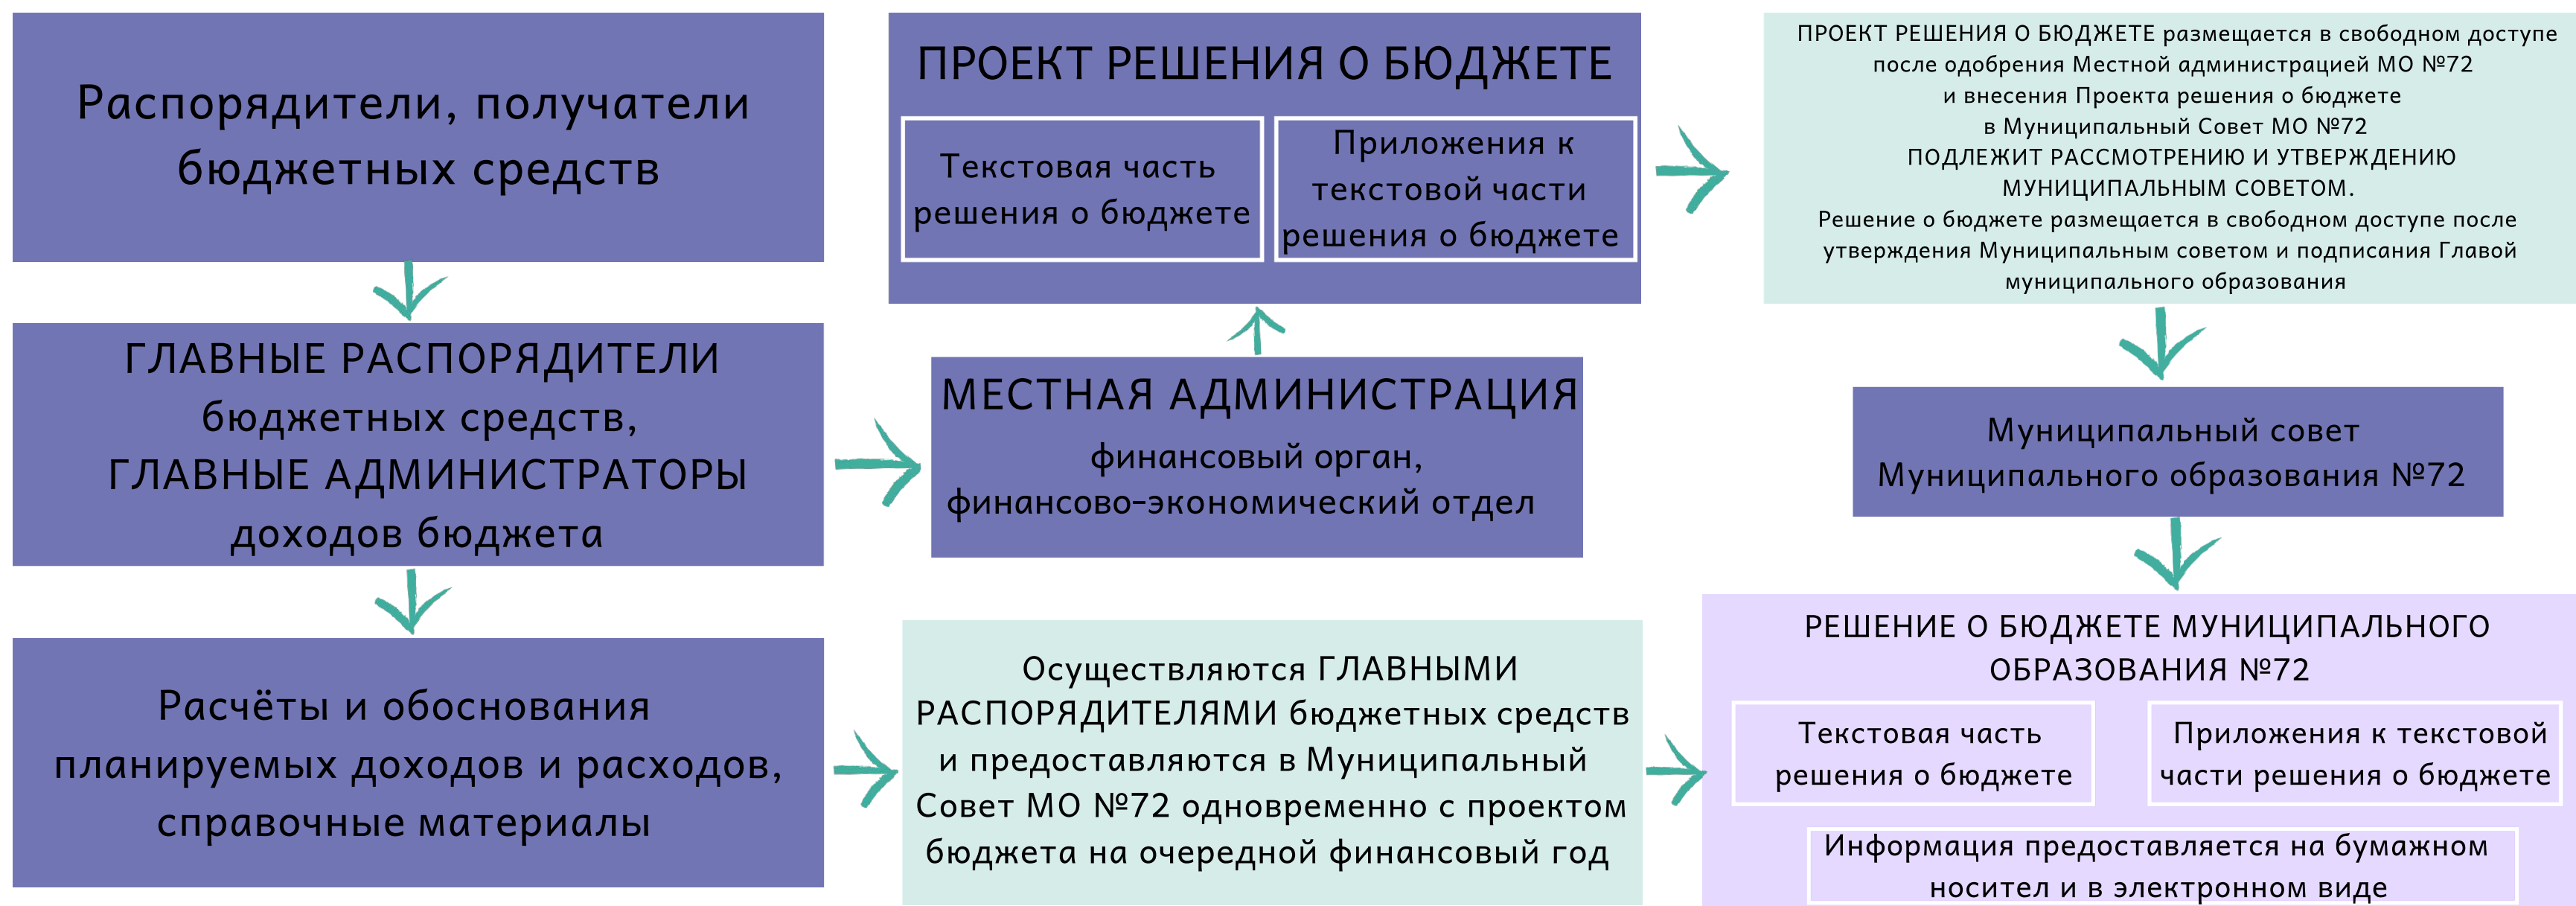 Распорядители, получатели
бюджетных средств
ГЛАВНЫЕ РАСПОРЯДИТЕЛИ
бюджетных средств,
ГЛАВНЫЕ АДМИНИСТРАТОРЫ
доходов бюджета
Расчёты и обоснования
планируемых доходов и расходов,
справочные материалы
ПРОЕКТ РЕШЕНИЯ О БЮДЖЕТЕ
Текстовая часть
решения о бюджете
Приложения к
текстовой части
решения о бюджете
МЕСТНАЯ АДМИНИСТРАЦИЯ
финансовый орган,
финансово-экономический отдел
Осуществляются ГЛАВНЫМИ
РАСПОРЯДИТЕЛЯМИ бюджетных средств
и предоставляются в Муниципальный
Совет МО №72 одновременно с проектом
бюджета на очередной финансовый год
ПРОЕКТ РЕШЕНИЯ О БЮДЖЕТЕ размещается в свободном доступе
после одобрения Местной администрацией МО №72
и внесения Проекта решения о бюджете
в Муниципальный Совет МО №72
ПОДЛЕЖИТ РАССМОТРЕНИЮ И УТВЕРЖДЕНИЮ
МУНИЦИПАЛЬНЫМ СОВЕТОМ.
Решение о бюджете размещается в свободном доступе после
утверждения Муниципальным советом и подписания Главой
муниципального образования
Муниципальный совет
Муниципального образования №72
РЕШЕНИЕ О БЮДЖЕТЕ МУНИЦИПАЛЬНОГО
ОБРАЗОВАНИЯ №72
Текстовая часть
решения о бюджете
Приложения к текстовой
части решения о бюджете
Информация предоставляется на бумажном
носител и в электронном виде